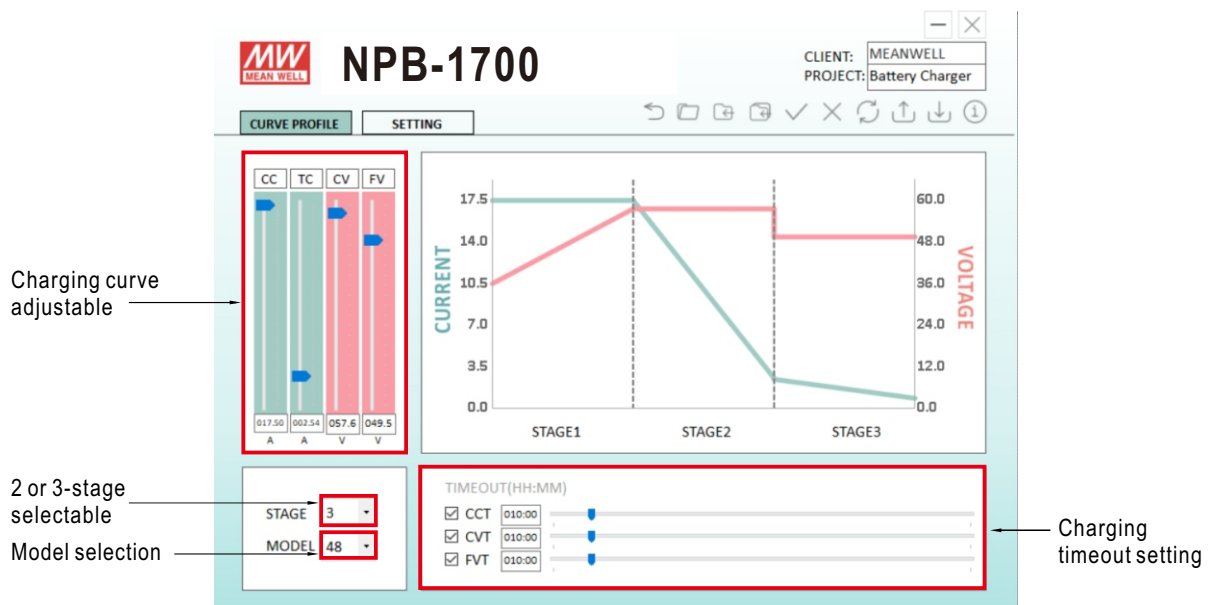 MW
MEAN WELL
NPB-1700
CLIENT: MEANWELL
PROJECT: Battery Charger
CURVE PROFILE SETTING
CC TC CV FV
017.50 002.54 057.6 049.5
A A V V
Charging curve
adjustable
CURRENT
17.5
14.0
10.5
7.0
3.5
0.0
60.0
48.0
36.0
24.0
12.0
0.0
VOLTAGE
STAGE1 STAGE2 STAGE3
2 or 3-stage
selectable
Model selection
STAGE 3
MODEL 48
TIMEOUT(HH:MM)
CCT 010:00
CVT 010:00
FVT 010:00
Charging
timeout setting